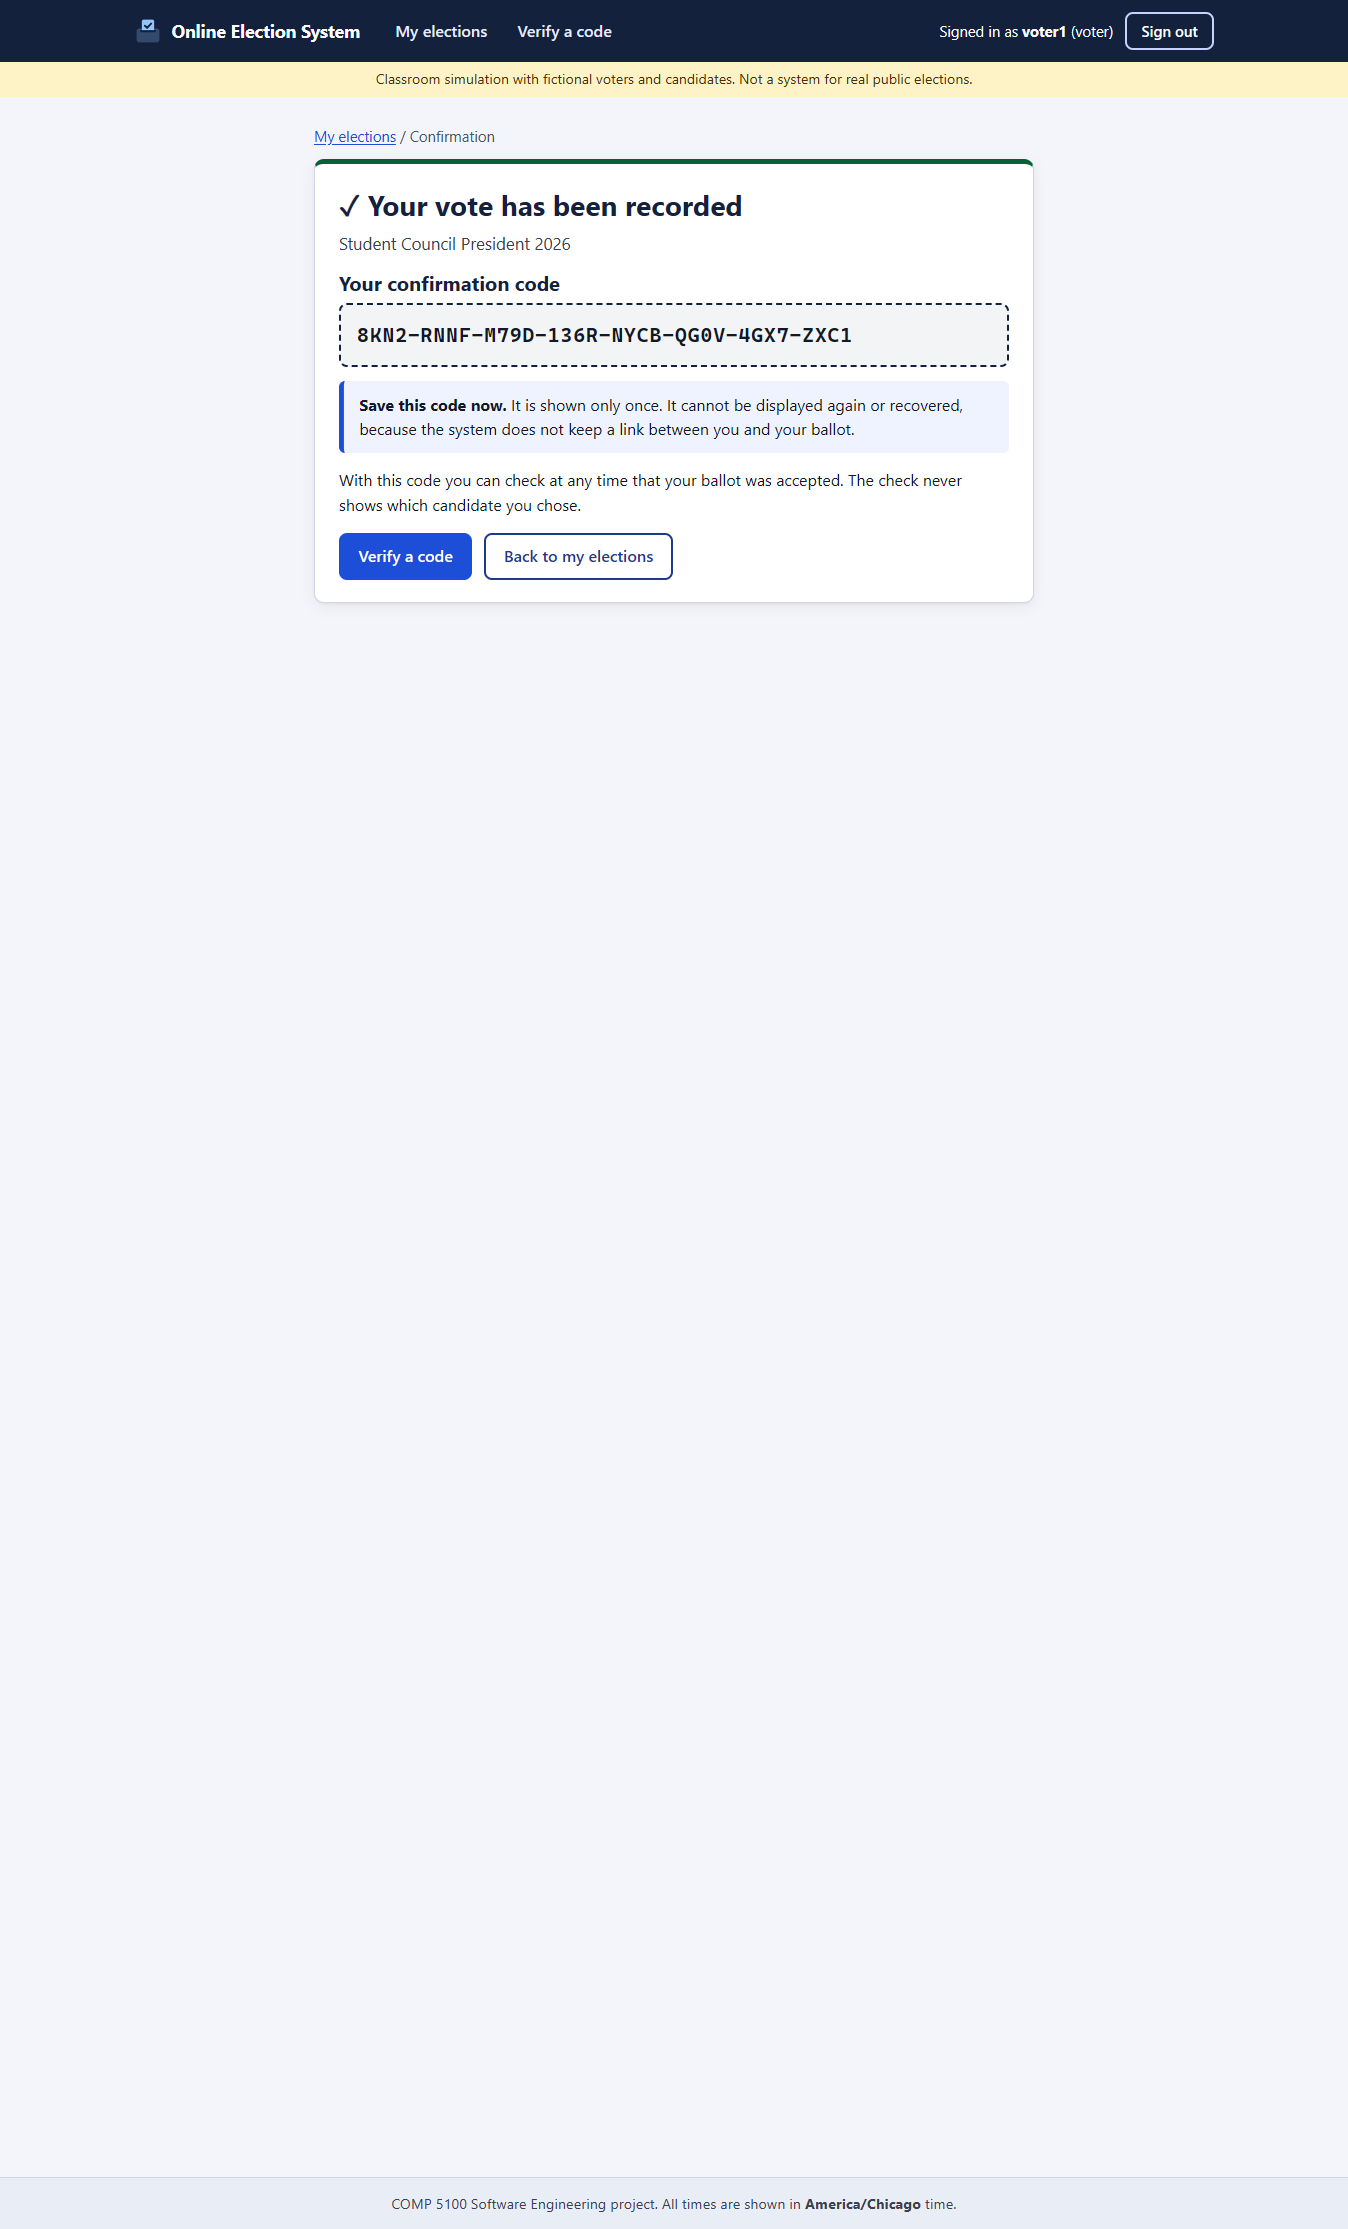 Online Election System
My elections
Verify a code
Signed in as voter1 (voter)
Sign out
Classroom simulation with fictional voters and candidates. Not a system for real public elections.
My elections / Confirmation
✓ Your vote has been recorded
Student Council President 2026
Your confirmation code
8KN2-RNNF-M79D-136R-NYCB-QG0V-4GX7-ZXC1
Save this code now. It is shown only once. It cannot be displayed again or recovered,
because the system does not keep a link between you and your ballot.
With this code you can check at any time that your ballot was accepted. The check never
shows which candidate you chose.
Verify a code
Back to my elections
COMP 5100 Software Engineering project. All times are shown in America/Chicago time.